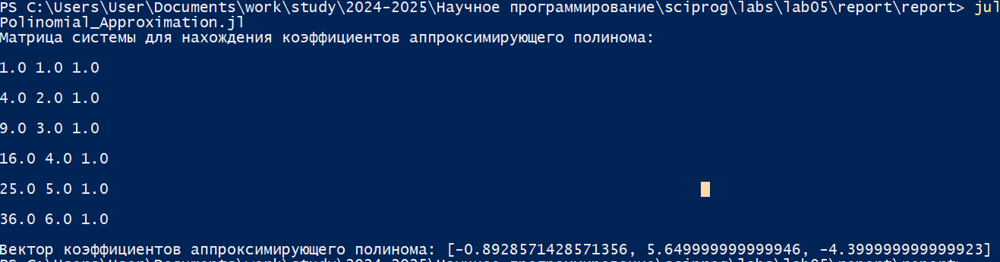 PS C:\Users\User\Documents\work\study\2024-2025\Научное программирование\sciprog\labs\lab05\report\report> jul
Polinomial_Approximation.jl
Матрица системы для нахождения коэффициентов аппроксимирующего полинома:
1.0 1.0 1.0
4.0 2.0 1.0
9.0 3.0 1.0
16.0 4.0 1.0
25.0 5.0 1.0
36.0 6.0 1.0
Вектор коэффициентов аппроксимирующего полинома: [-0.8928571428571356, 5.649999999999946, -4.399999999999923]
PS C:\Users\User\Documents\work\study\2024-2025\Научное программирование\sciprog\labs\lab05\report\report>